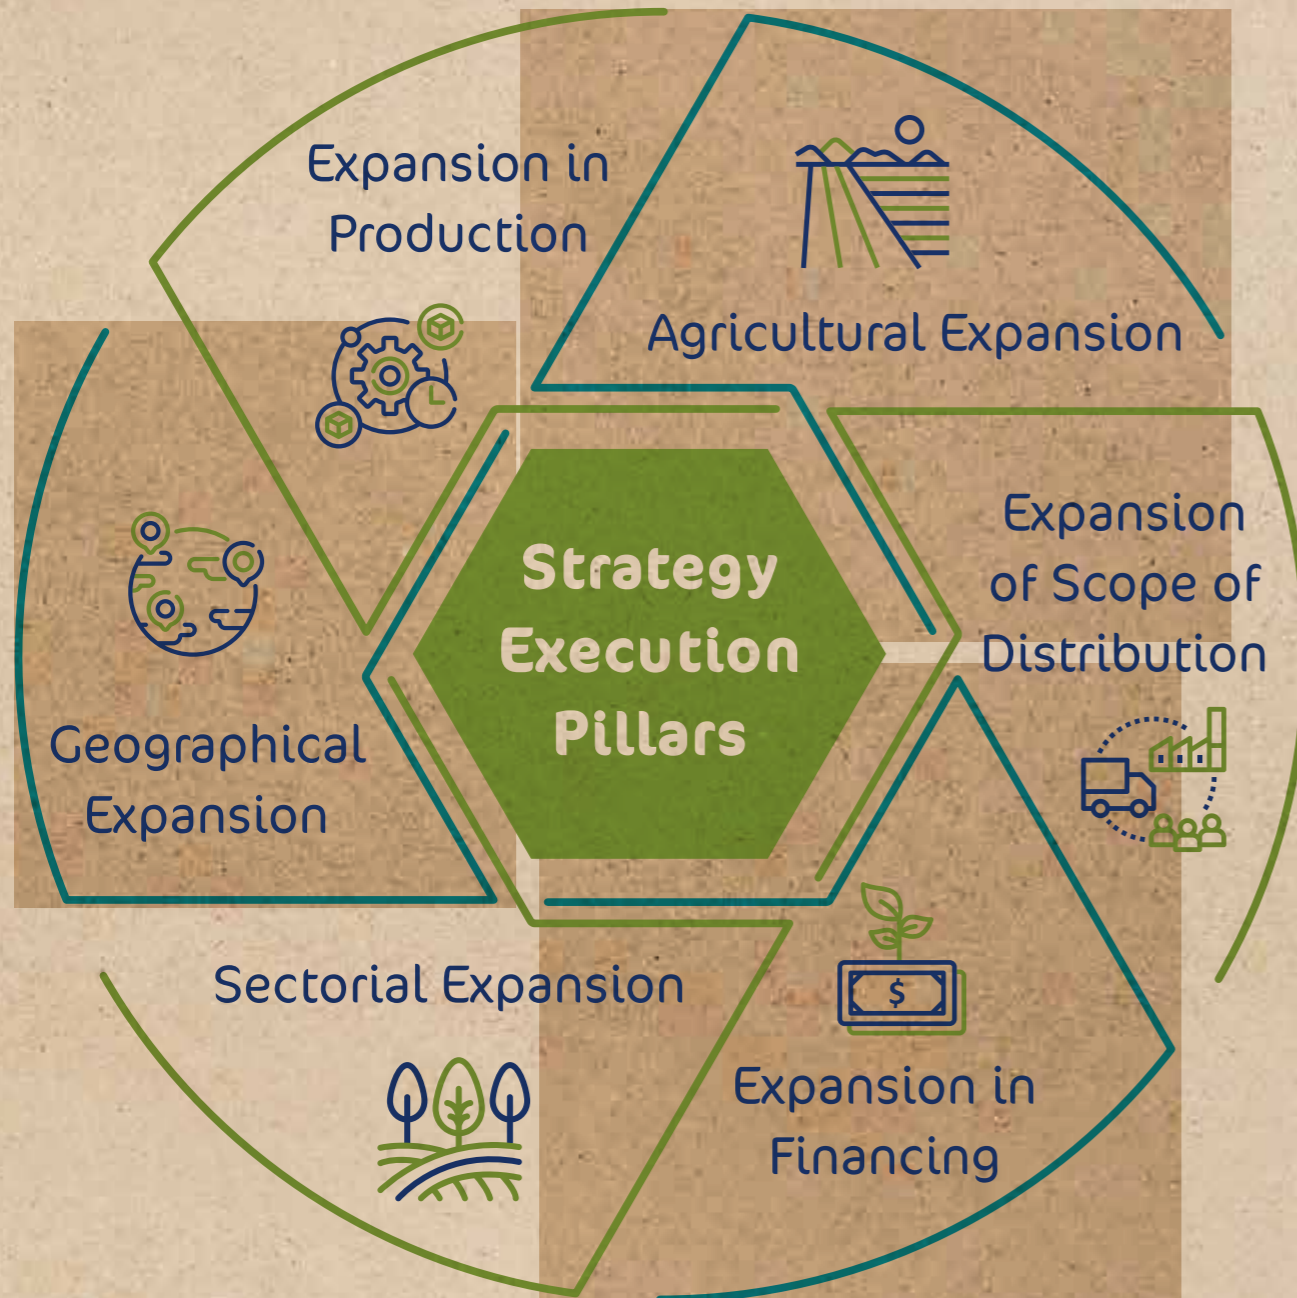 Expansion in
Production
Agricultural Expansion
Expansion
of Scope of
Distribution
Strategy
Execution
Pillars
Geographical
Expansion
Sectorial Expansion
$
Expansion in
Financing